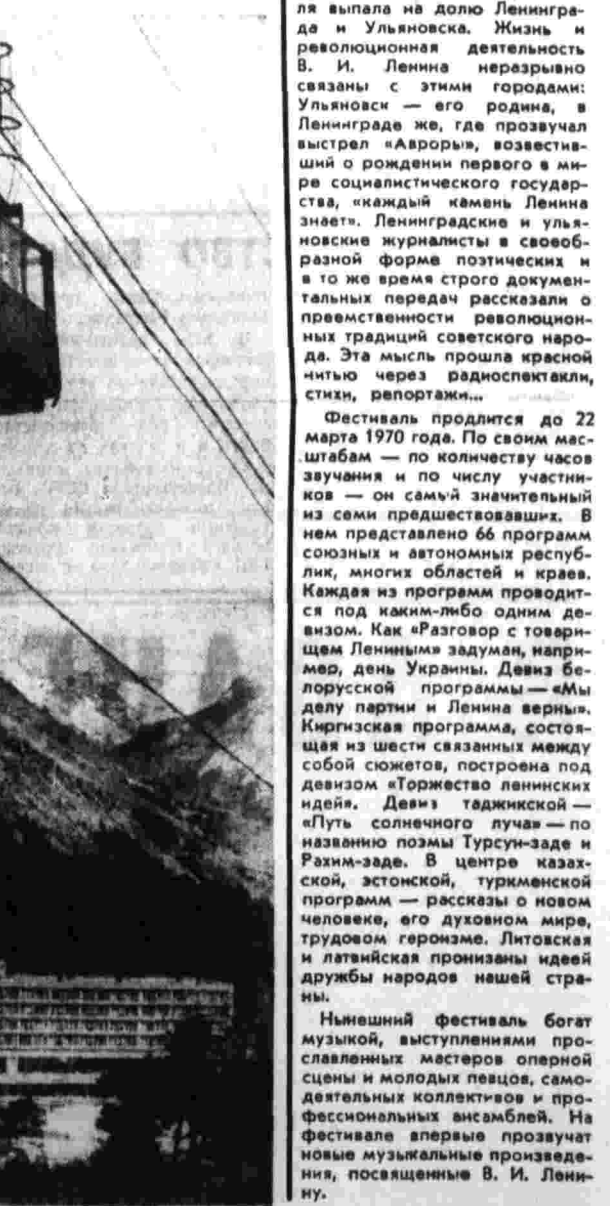 ля выпала на долю Ленингра-
да и Ульяновска. Жизнь и
революционная деятельность
В. И. Ленина неразрывно
связаны с этими городами:
Ульяновск — его родина, в
Ленинграде же, где прозвучал
выстрел «Авроры», возвестив-
ший о рождении первого в ми-
ре социалистического государ-
ства, «каждый камень Ленина
знает». Ленинградские и улья-
новские журналисты в своеоб-
разной форме поэтических и
в то же время строго докумен-
тальных передач рассказали о
преемственности революцион-
ных традиций советского наро-
да. Эта мысль прошла красной
нитью через радиоспектакли,
стихи, репортажи...
Фестиваль продлится до 22
марта 1970 года. По своим мас-
штабам — по количеству часов
звучания и по числу участни-
ков — он самый значительный
из семи предшествовавших. В
нем представлено 66 программ
союзных и автономных респуб-
лик, многих областей и краев.
Каждая из программ проводит-
ся под каким-либо одним де-
визом. Как «Разговор с товари-
щем Лениным» задуман, напри-
мер, день Украины. Девиз бе-
лорусской программы — «Мы
делу партии и Ленина верны».
Киргизская программа, состоя-
щая из шести связанных между
собой сюжетов, построена под
девизом «Торжество ленинских
идей». Девиз таджикской —
«Путь солнечного луча» — по
названию поэмы Турсун-заде и
Рахим-заде. В центре казах-
ской, эстонской, туркменской
программ — рассказы о новом
человеке, его духовном мире,
трудовом героизме. Литовская
и латвийская пронизаны идеей
дружбы народов нашей стра-
ны.
Нынешний фестиваль богат
музыкой, выступлениями про-
славленных мастеров оперной
сцены и молодых певцов, само-
деятельных коллективов и про-
фессиональных ансамблей. На
фестивале впервые прозвучат
новые музыкальные произведе-
ния, посвященные В. И. Лени-
ну.